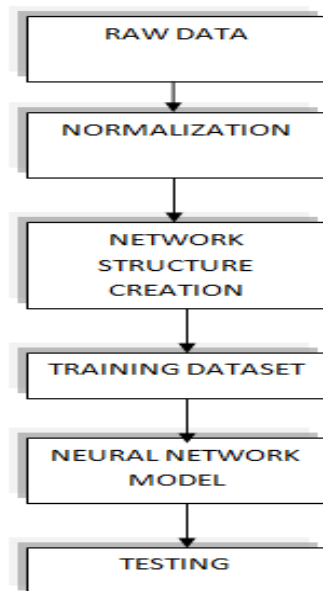 RAW DATA
NORMALIZATION
NETWORK
STRUCTURE
CREATION
TRAINING DATASET
NEURAL NETWORK
MODEL
TESTING